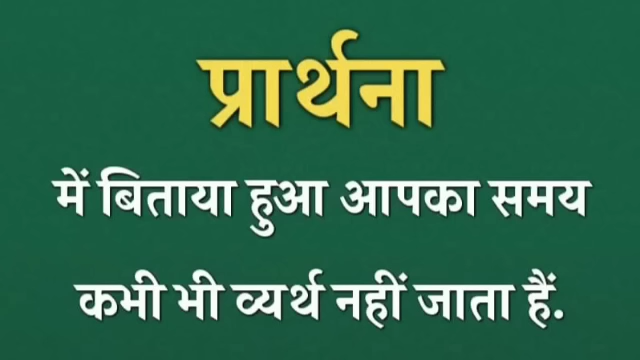 प्रार्थना
में बिताया हुआ आपका समय
कभी भी व्यर्थ नहीं जाता हैं.